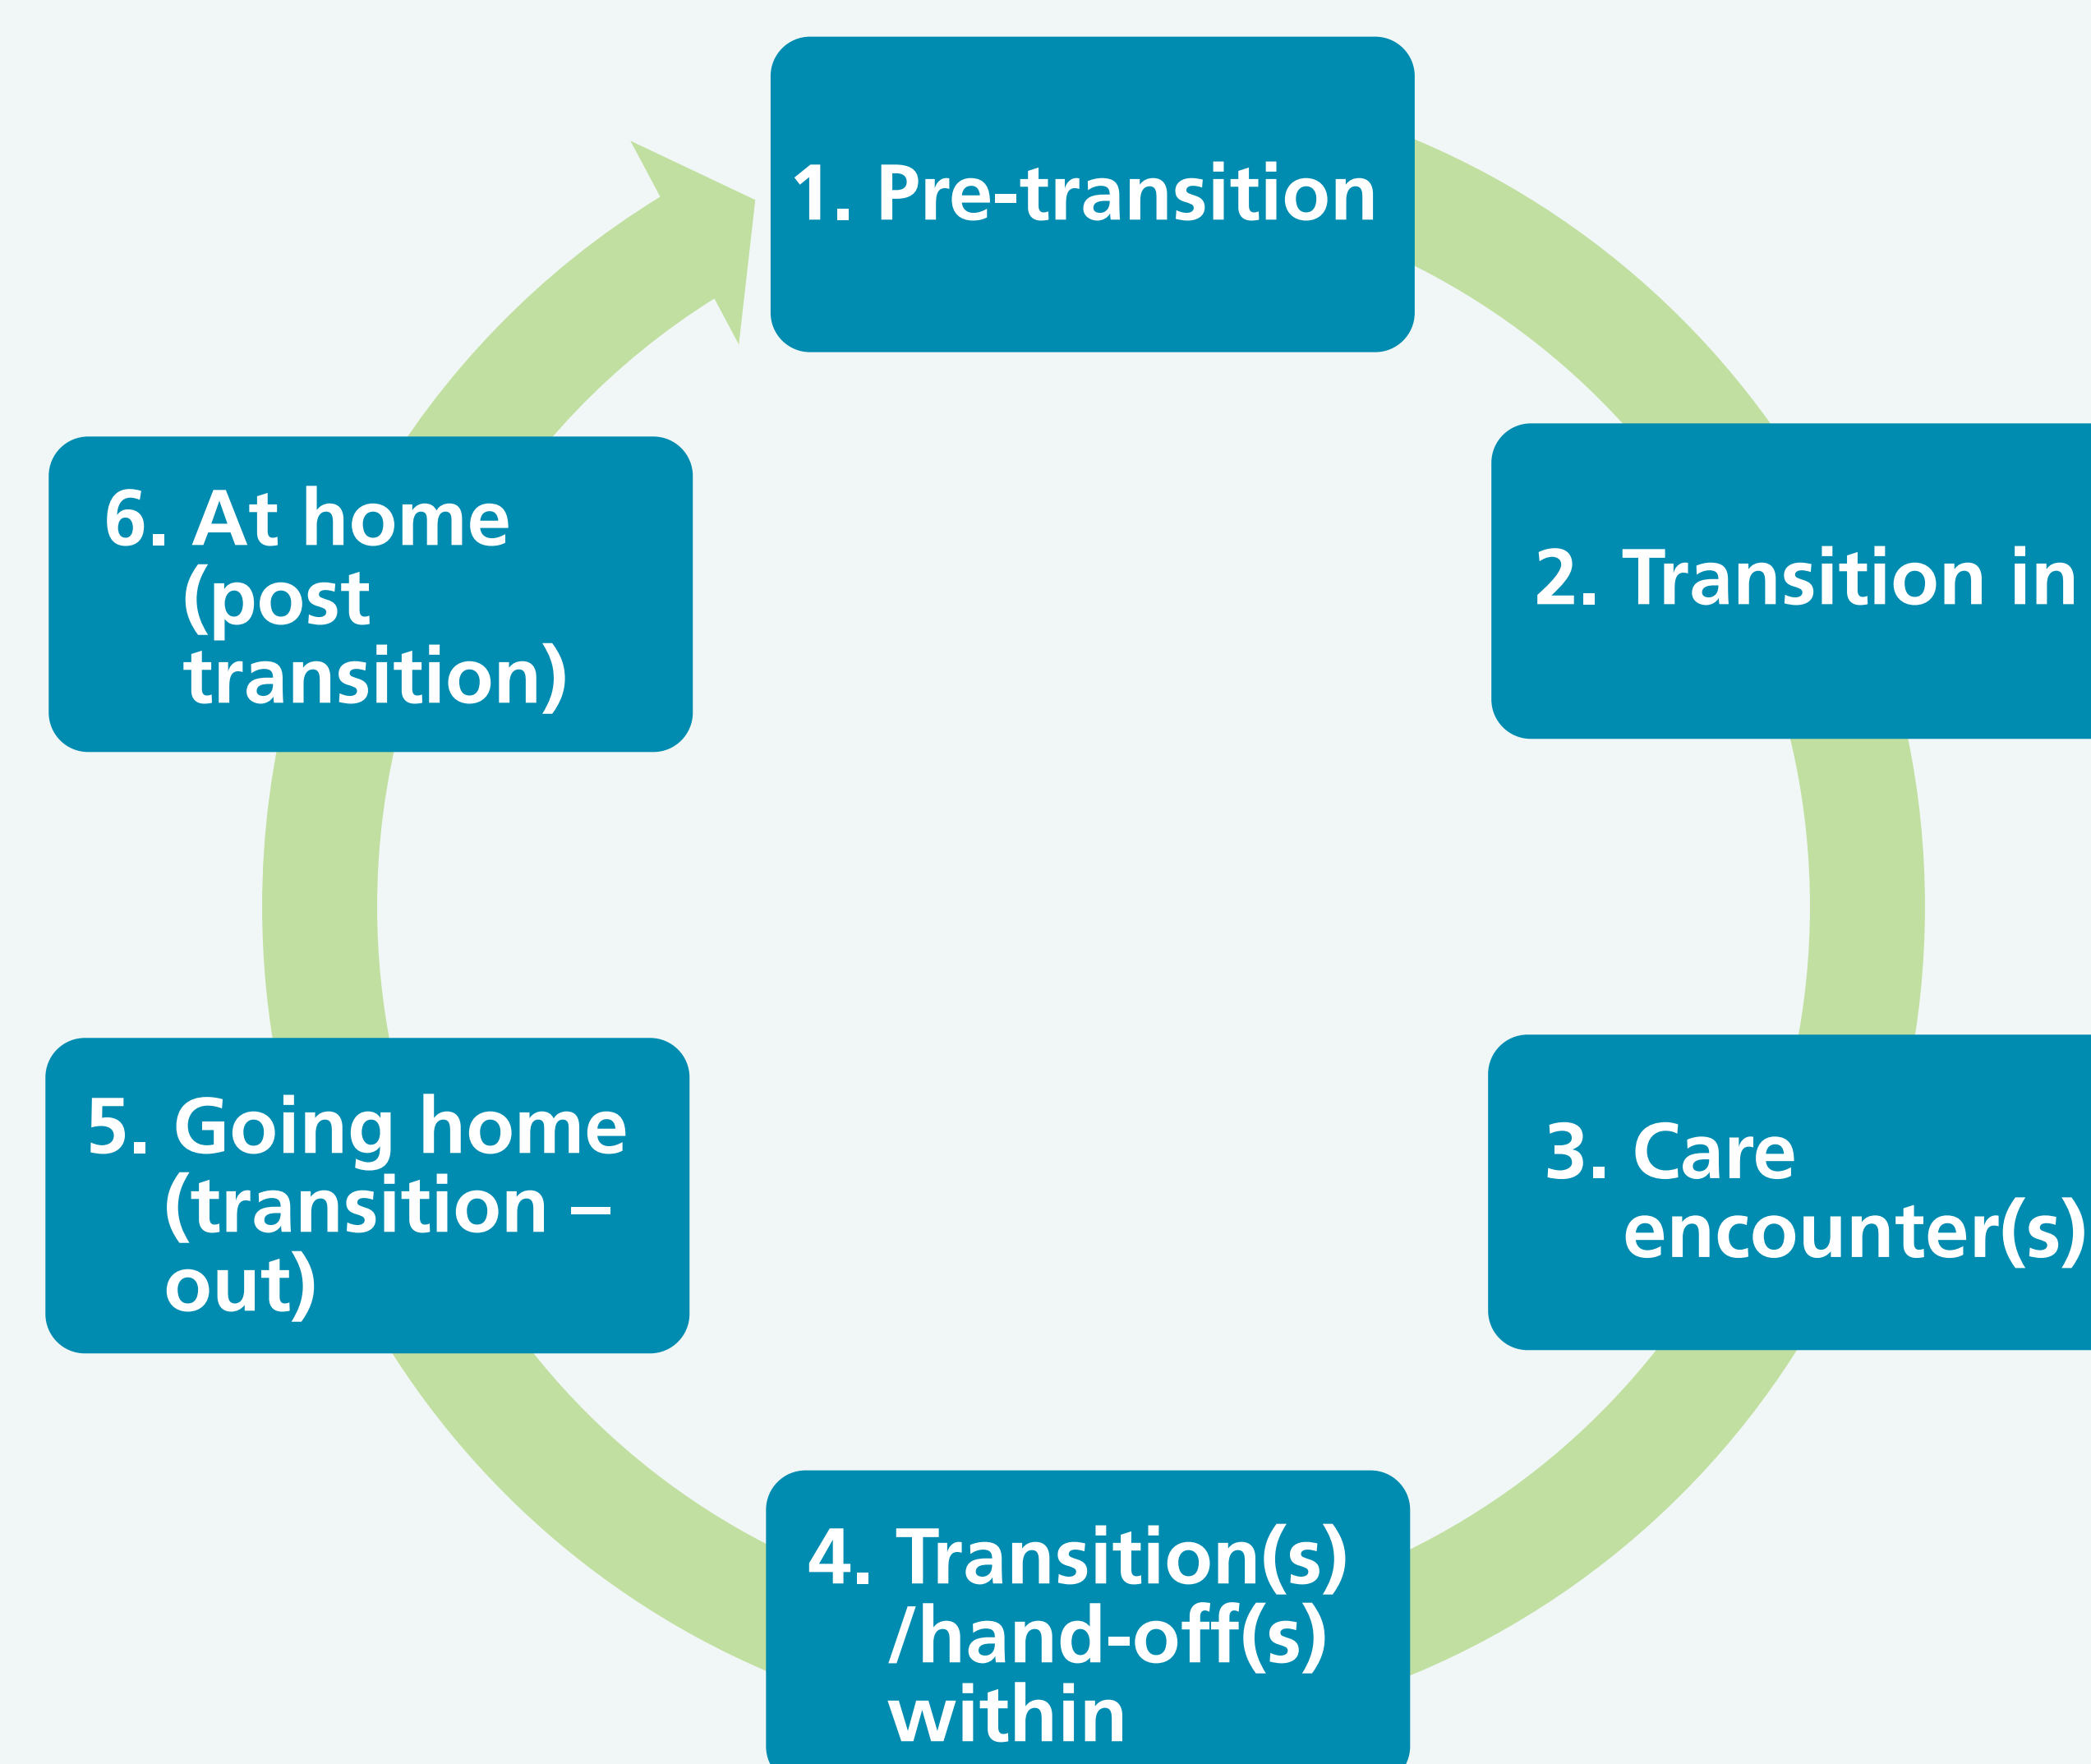 1. Pre-transition
2. Transition in
3. Care
encounter(s)
4. Transition(s)
/hand-off(s)
within
5. Going home
(transition –
out)
6. At home
(post
transition)